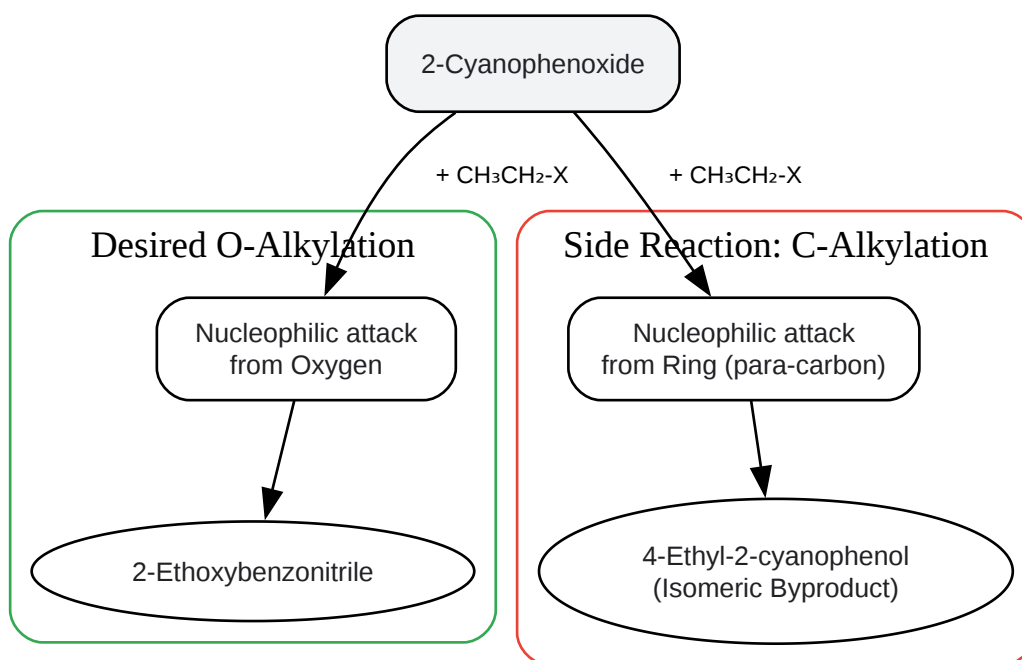 2-Cyanophenoxide
+ CH₃CH₂-X
+ CH₃CH₂-X
Desired O-Alkylation
Side Reaction: C-Alkylation
Nucleophilic attack
from Oxygen
Nucleophilic attack
from Ring (para-carbon)
2-Ethoxybenzonitrile
4-Ethyl-2-cyanophenol
(Isomeric Byproduct)